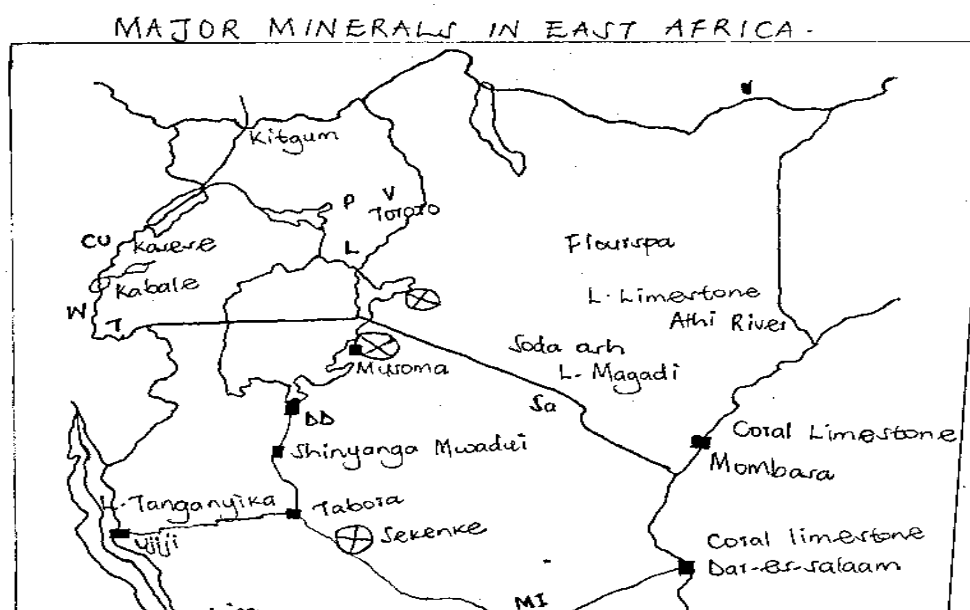 MAJOR MINERALS IN EAST AFRICA.
V
Kitgum
P
V
Tororo
CU
Kasese
L
Flourspa
Kabale
L. Limestone
W
T
Athi River
Soda ash
Musoma
L. Magadi
Sa
DD
Coral Limestone
Shinyanga Mwadui
Mombasa
L. Tanganyika
Tabora
Ujiji
Sekenke
Coral limestone
Dar-es-salaam
MI